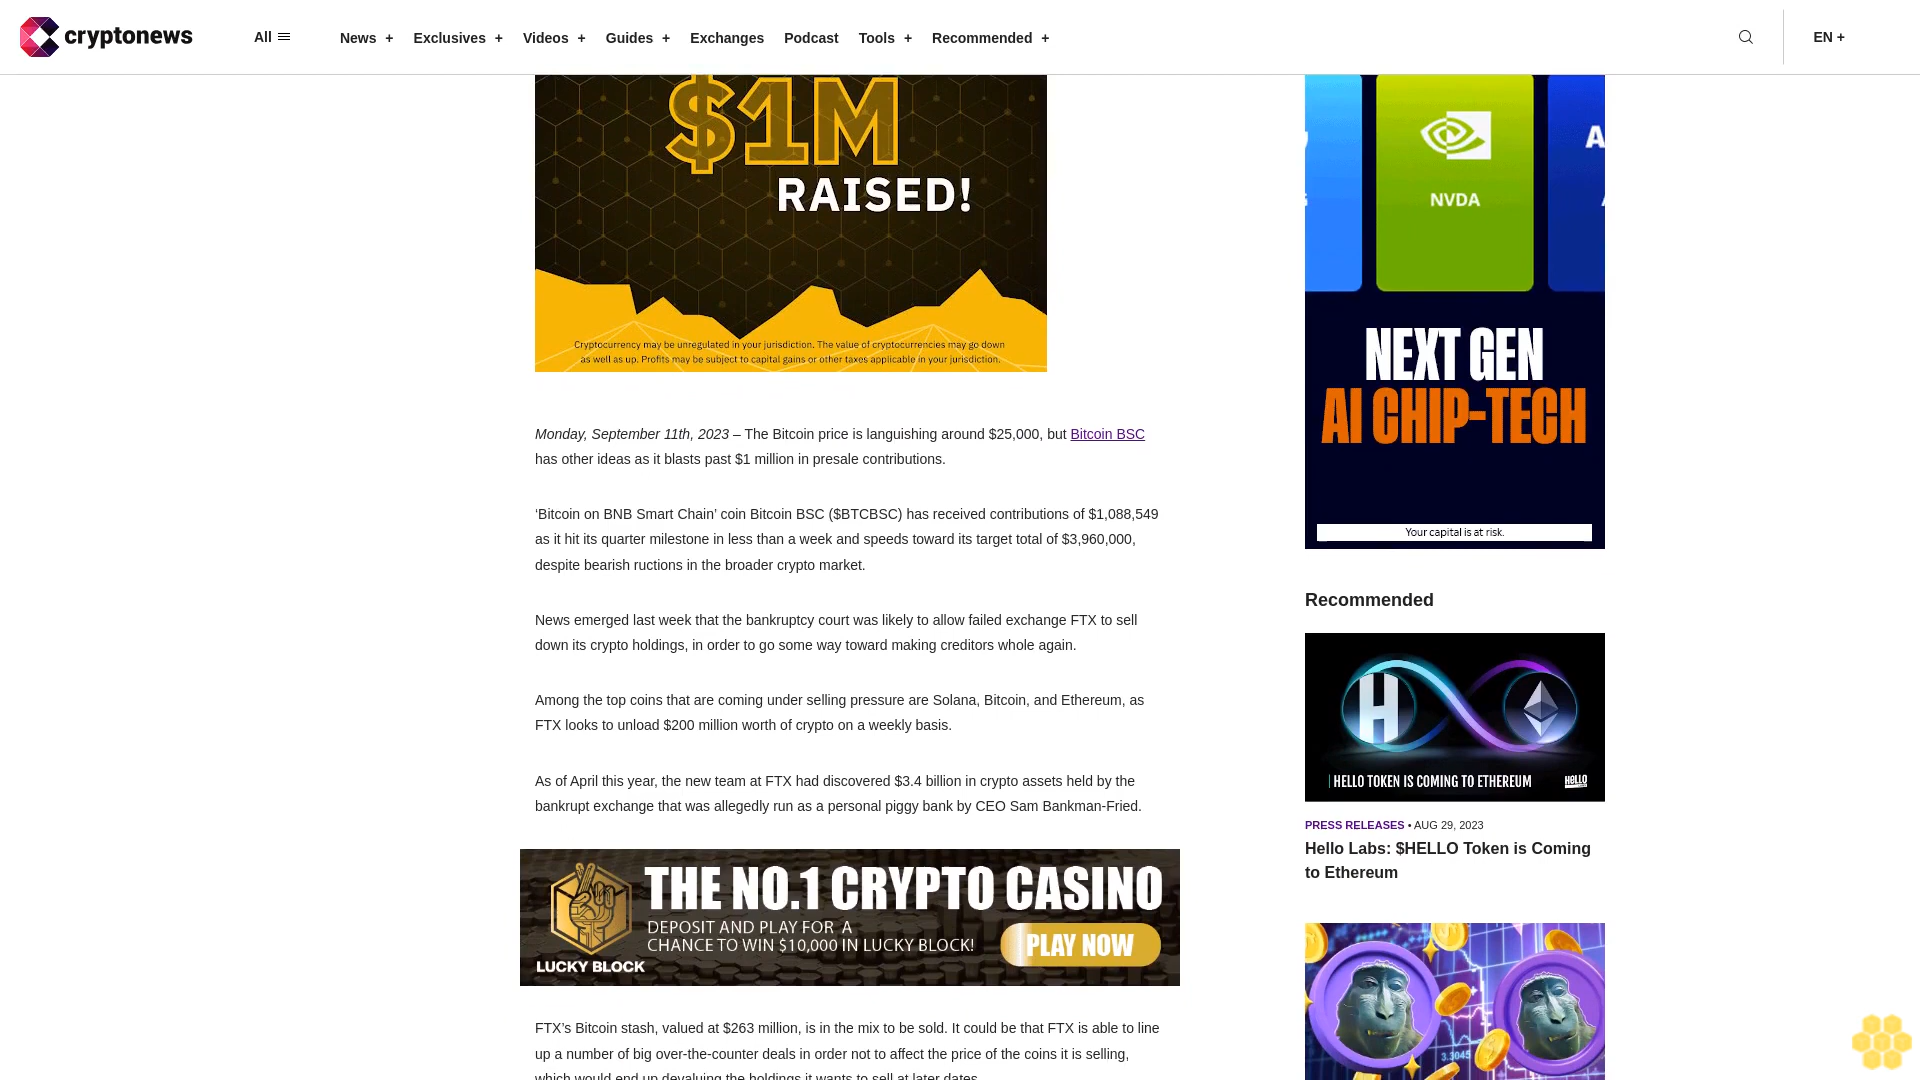 cryptonews
All
News +
Exclusives +
Videos +
Guides +
Exchanges
Podcast
Tools +
Recommended +
EN +
$1M
RAISED!
Cryptocurrency may be unregulated in your jurisdiction. The value of cryptocurrencies may go down
as well as up. Profits may be subject to capital gains or other taxes applicable in your jurisdiction.
Monday, September 11th, 2023 – The Bitcoin price is languishing around $25,000, but Bitcoin BSC
has other ideas as it blasts past $1 million in presale contributions.
‘Bitcoin on BNB Smart Chain’ coin Bitcoin BSC ($BTCBSC) has received contributions of $1,088,549
as it hit its quarter milestone in less than a week and speeds toward its target total of $3,960,000,
despite bearish ructions in the broader crypto market.
News emerged last week that the bankruptcy court was likely to allow failed exchange FTX to sell
down its crypto holdings, in order to go some way toward making creditors whole again.
Among the top coins that are coming under selling pressure are Solana, Bitcoin, and Ethereum, as
FTX looks to unload $200 million worth of crypto on a weekly basis.
As of April this year, the new team at FTX had discovered $3.4 billion in crypto assets held by the
bankrupt exchange that was allegedly run as a personal piggy bank by CEO Sam Bankman-Fried.
THE NO.1 CRYPTO CASINO
DEPOSIT AND PLAY FOR A
CHANCE TO WIN $10,000 IN LUCKY BLOCK!
PLAY NOW
LUCKY BLOCK
FTX’s Bitcoin stash, valued at $263 million, is in the mix to be sold. It could be that FTX is able to line
up a number of big over-the-counter deals in order not to affect the price of the coins it is selling,
which would end up devaluing the holdings it wants to sell at later dates.
NVDA
NEXT GEN
AI CHIP-TECH
Your capital is at risk.
Recommended
H
HELLO TOKEN IS COMING TO ETHEREUM
HELLO
PRESS RELEASES • AUG 29, 2023
Hello Labs: $HELLO Token is Coming
to Ethereum
3.2045